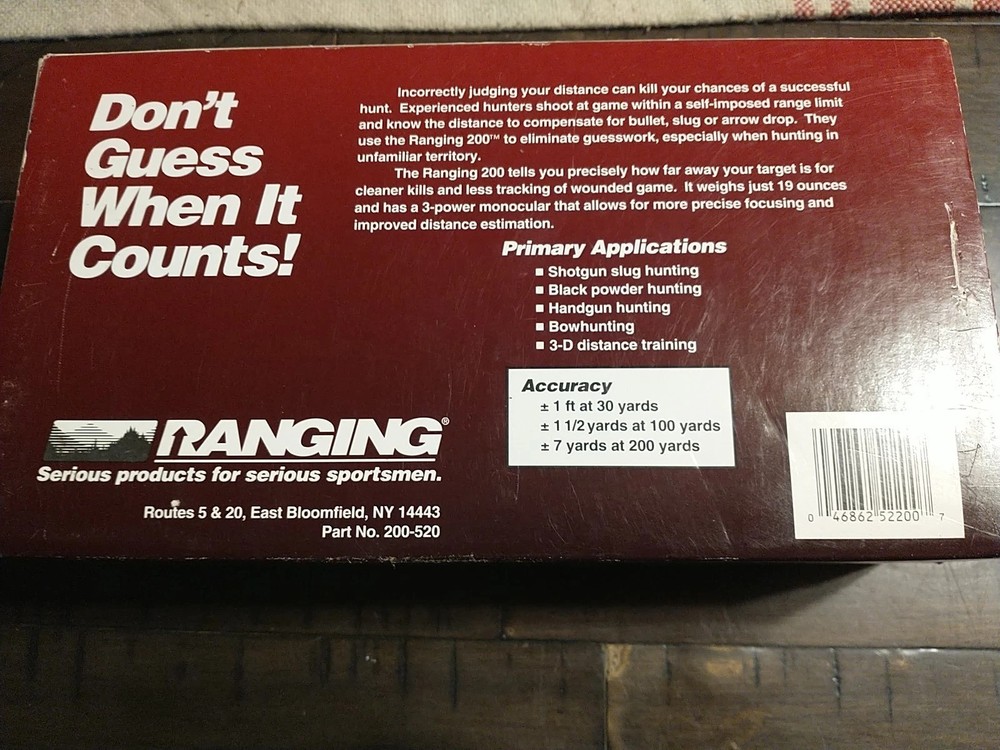 Don't
Guess
When It
Counts!
Incorrectly judging your distance can kill your chances of a successful
hunt. Experienced hunters shoot at game within a self-imposed range limit
and know the distance to compensate for bullet, slug or arrow drop. They
use the Ranging 200™ to eliminate guesswork, especially when hunting in
unfamiliar territory.
The Ranging 200 tells you precisely how far away your target is for
cleaner kills and less tracking of wounded game. It weighs just 19 ounces
and has a 3-power monocular that allows for more precise focusing and
improved distance estimation.
Primary Applications
■ Shotgun slug hunting
■ Black powder hunting
■ Handgun hunting
■ Bowhunting
■ 3-D distance training
Accuracy
± 1 ft at 30 yards
± 1 1/2 yards at 100 yards
± 7 yards at 200 yards
RANGING®
Serious products for serious sportsmen.
Routes 5 & 20, East Bloomfield, NY 14443
Part No. 200-520
0 46862 52200 7